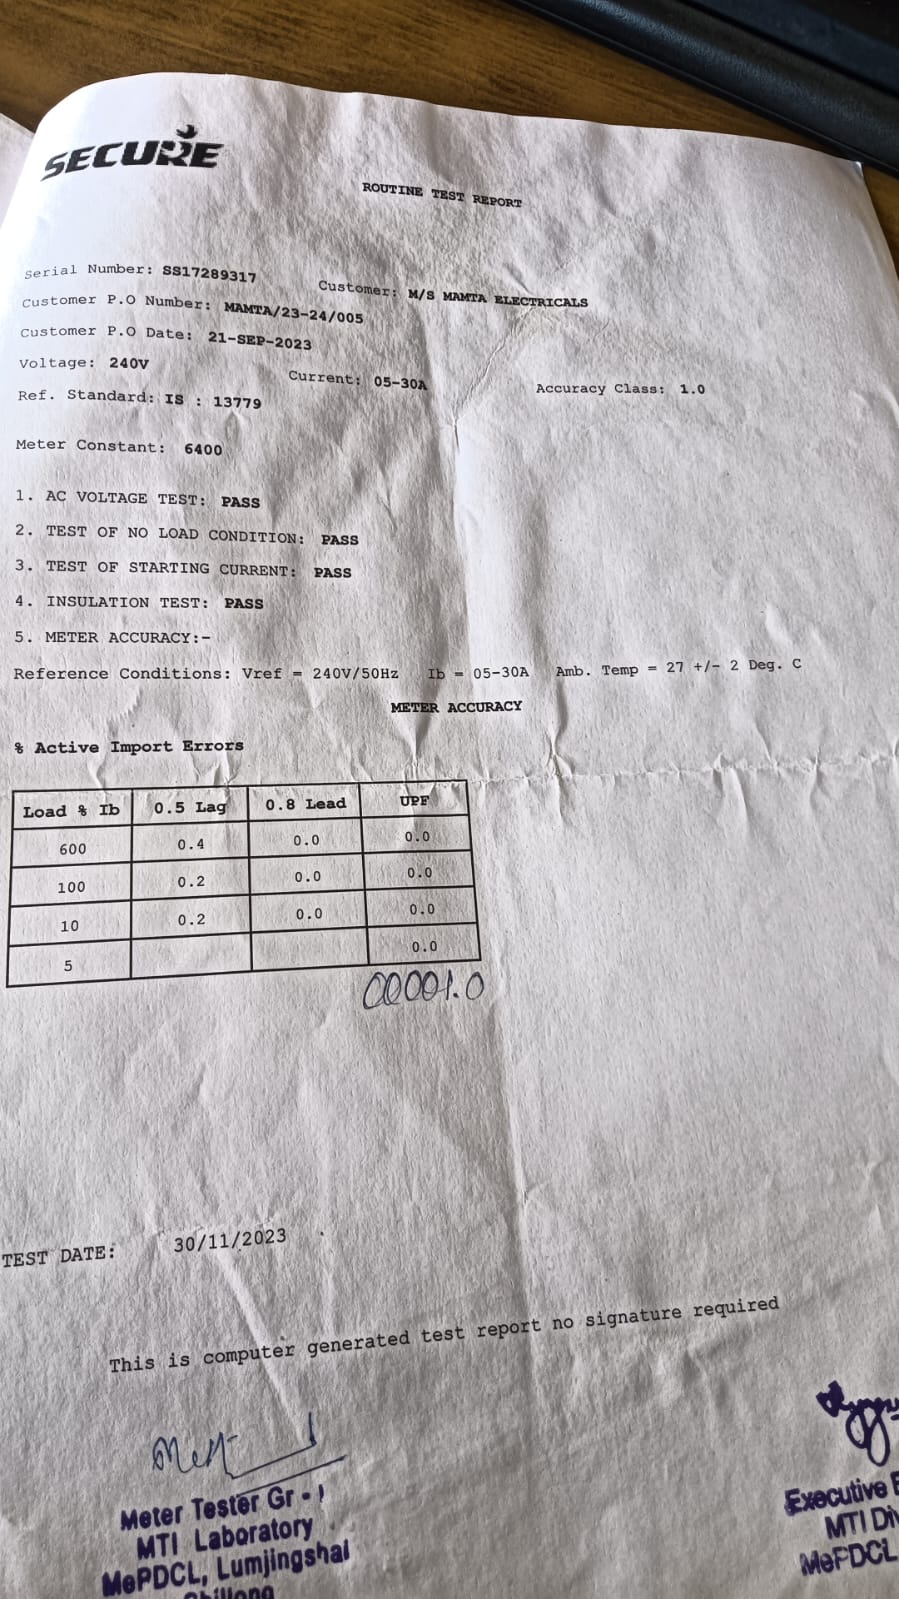 SECURE
ROUTINE TEST REPORT
Serial Number: SS17289317 Customer: M/S MAMTA ELECTRICALS
Customer P.O Number: MAMTA/23-24/005
Customer P.O Date: 21-SEP-2023
Voltage: 240V Current: 05-30A Accuracy Class: 1.0
Ref. Standard: IS : 13779
Meter Constant: 6400
1. AC VOLTAGE TEST: PASS
2. TEST OF NO LOAD CONDITION: PASS
3. TEST OF STARTING CURRENT: PASS
4. INSULATION TEST: PASS
5. METER ACCURACY:-
Reference Conditions: Vref = 240V/50Hz Ib = 05-30A Amb. Temp = 27 +/- 2 Deg. C
METER ACCURACY
% Active Import Errors
Load % Ib 0.5 Lag 0.8 Lead UPF
600 0.4 0.0 0.0
100 0.2 0.0 0.0
10 0.2 0.0 0.0
5 0.0
00001.0
TEST DATE: 30/11/2023
This is computer generated test report no signature required
Meter Tester Gr - I
MTI Laboratory
MePDCL, Lumjingshai
Shillong
Executive E
MTI Di
MePDCL